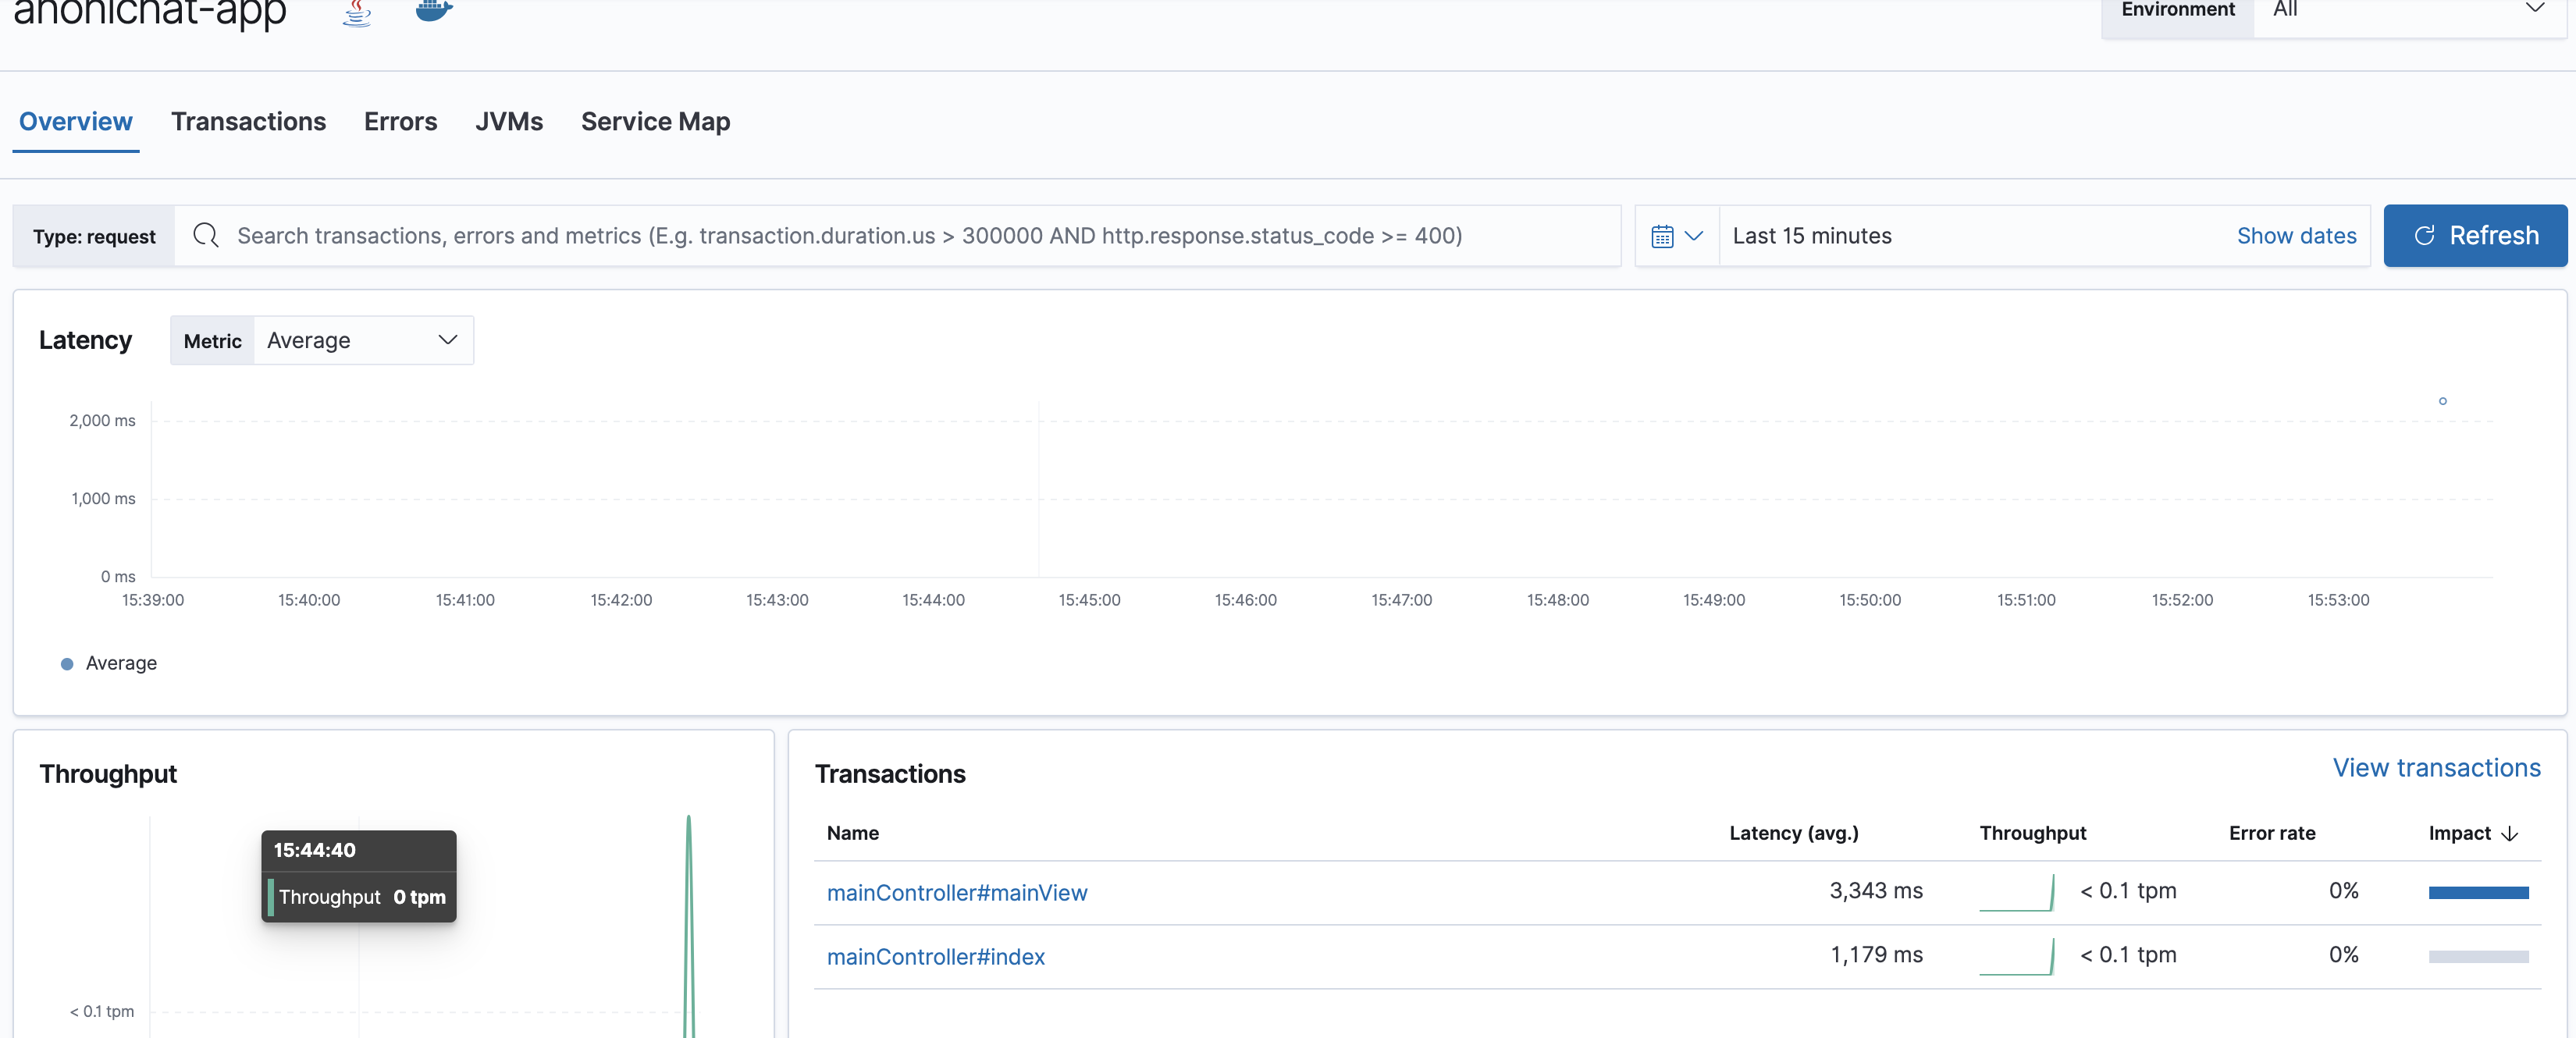 anonichat-app
Environment All
Overview Transactions Errors JVMs Service Map
Type: request Search transactions, errors and metrics (E.g. transaction.duration.us > 300000 AND http.response.status_code >= 400) Last 15 minutes Show dates Refresh
Latency Metric Average
2,000 ms
1,000 ms
0 ms
15:39:00 15:40:00 15:41:00 15:42:00 15:43:00 15:44:00 15:45:00 15:46:00 15:47:00 15:48:00 15:49:00 15:50:00 15:51:00 15:52:00 15:53:00
Average
Throughput
15:44:40
Throughput 0 tpm
< 0.1 tpm
Transactions View transactions
Name Latency (avg.) Throughput Error rate Impact
mainController#mainView 3,343 ms < 0.1 tpm 0%
mainController#index 1,179 ms < 0.1 tpm 0%